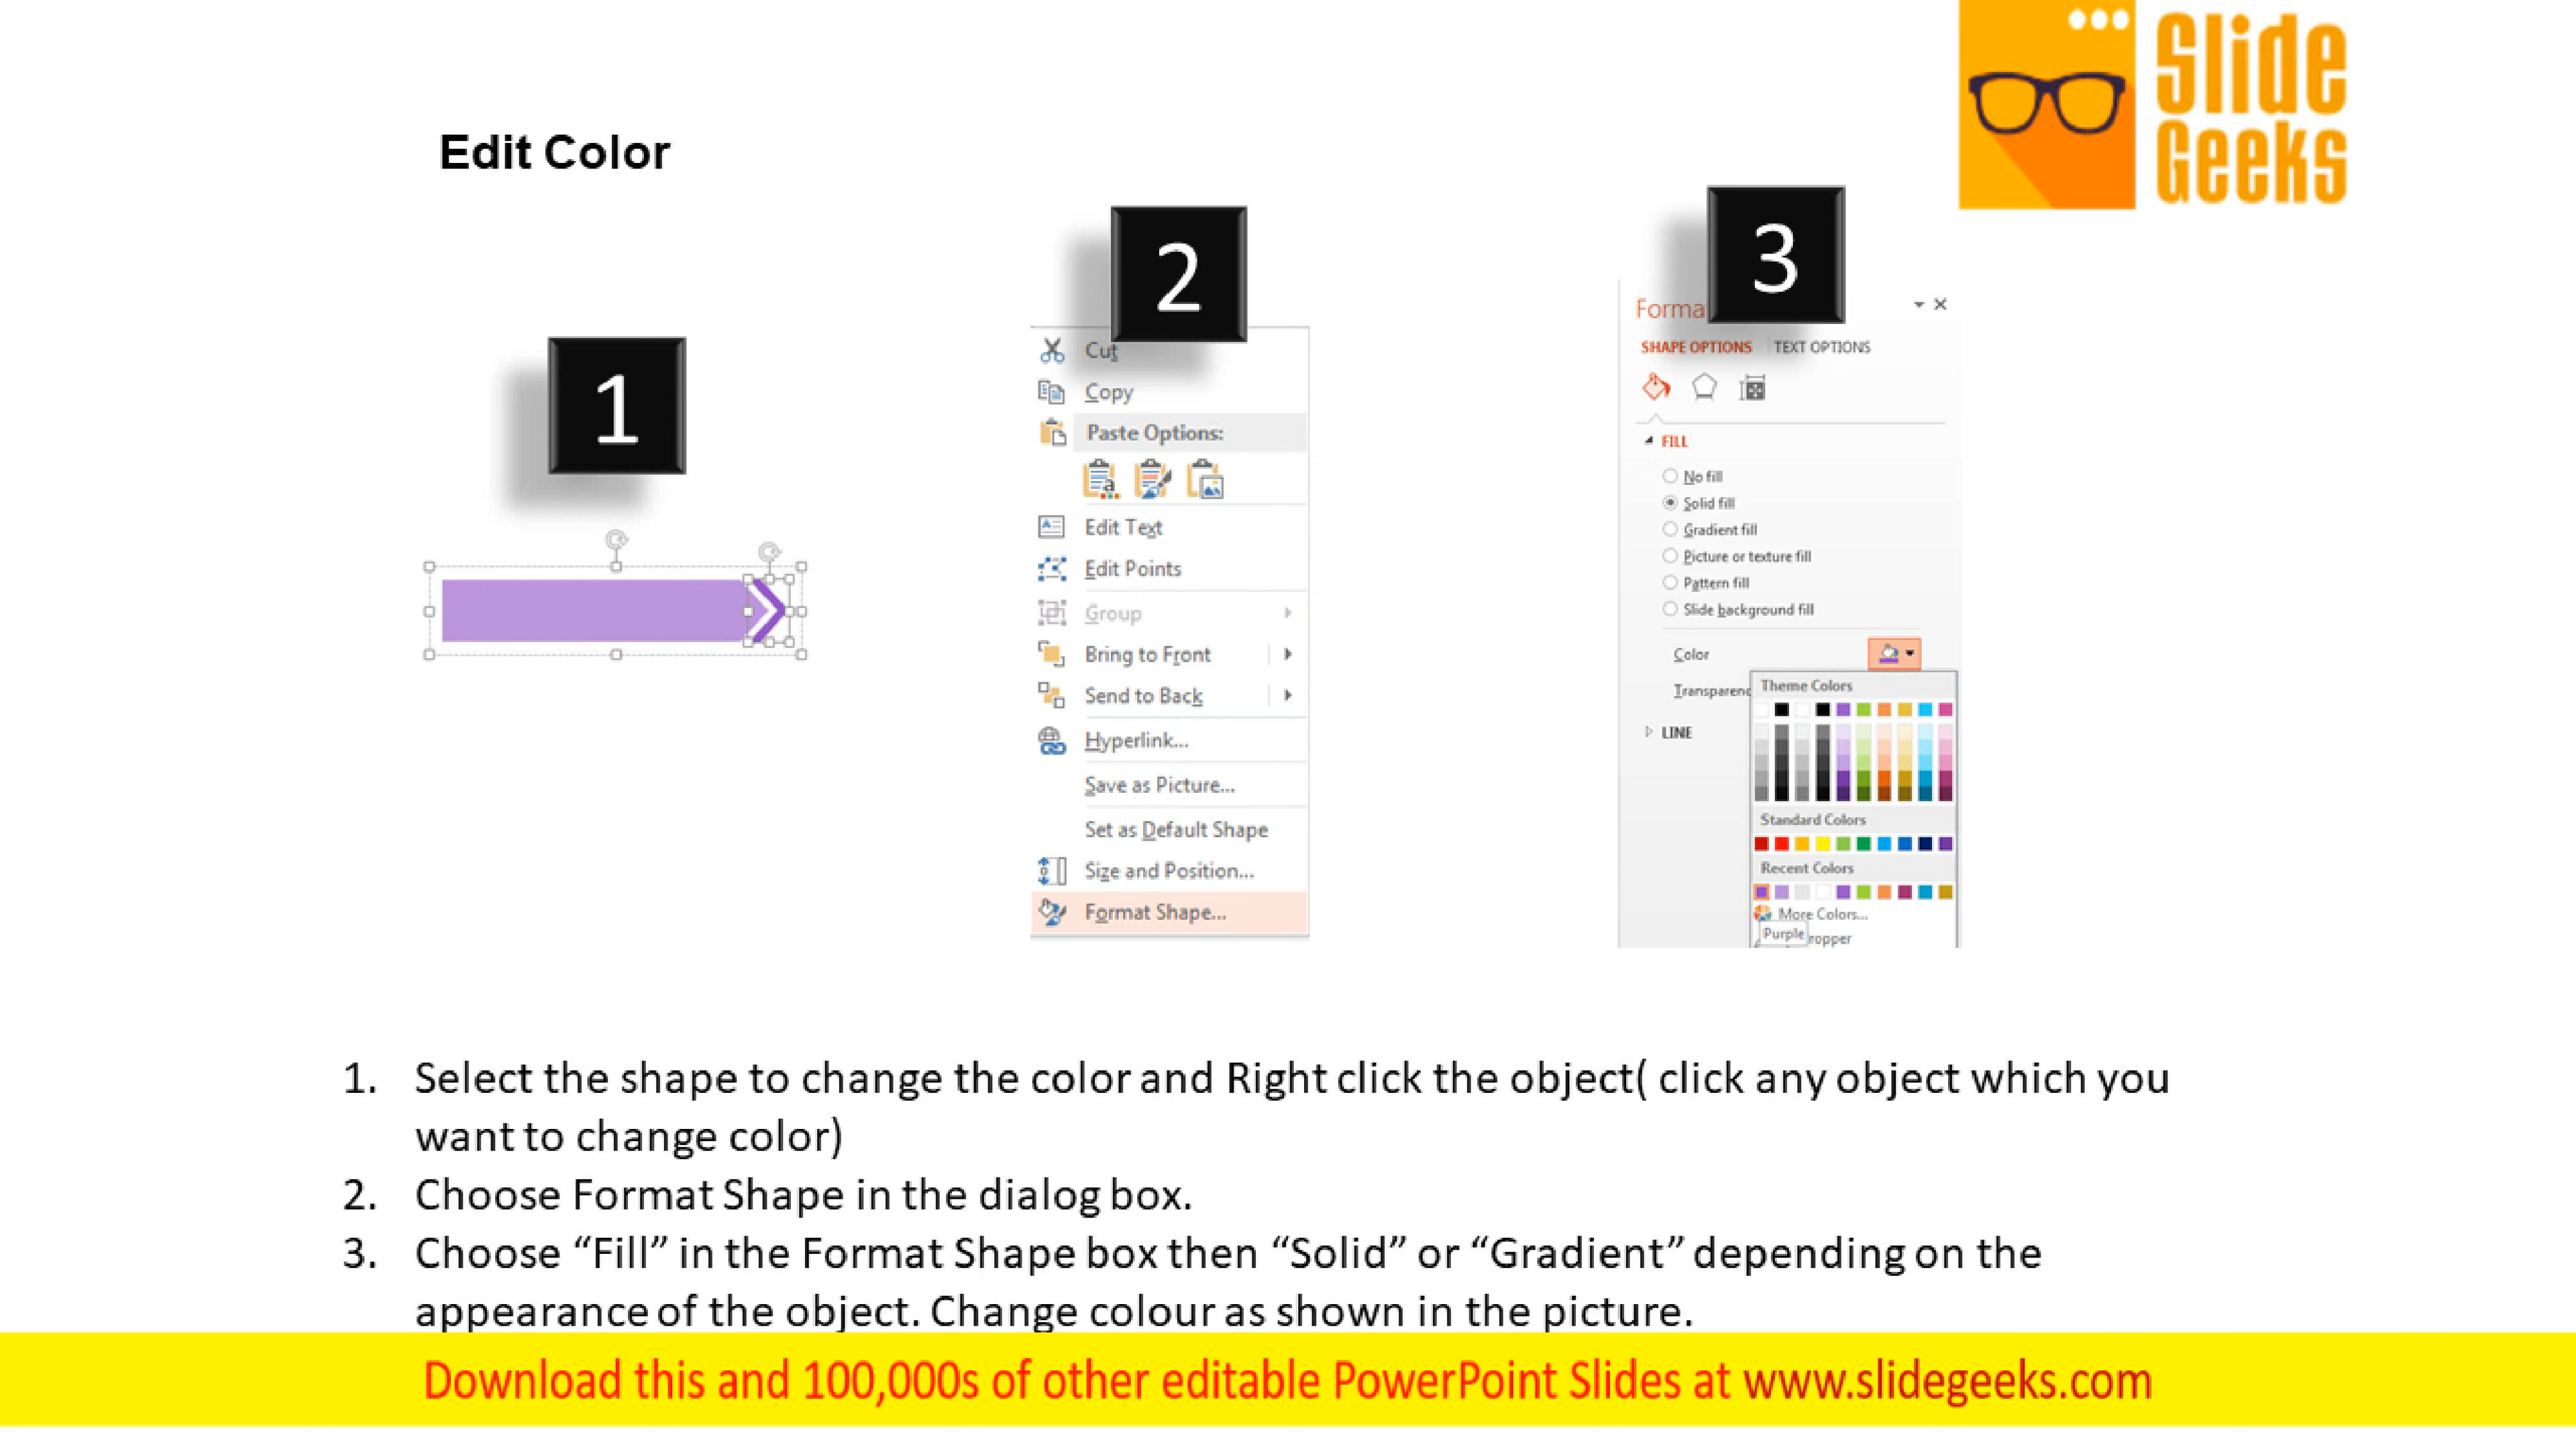 Slide
Geeks
Edit Color
1
2
3
Cut
Copy
Paste Options:
Edit Text
Edit Points
Group
Bring to Front
Send to Back
Hyperlink...
Save as Picture...
Set as Default Shape
Size and Position...
Format Shape...
Forma
SHAPE OPTIONS TEXT OPTIONS
FILL
No fill
Solid fill
Gradient fill
Picture or texture fill
Pattern fill
Slide background fill
Color
Transparenc
Theme Colors
LINE
Standard Colors
Recent Colors
More Colors...
Purple
ropper
1. Select the shape to change the color and Right click the object( click any object which you
want to change color)
2. Choose Format Shape in the dialog box.
3. Choose “Fill” in the Format Shape box then “Solid” or “Gradient” depending on the
appearance of the object. Change colour as shown in the picture.
Download this and 100,000s of other editable PowerPoint Slides at www.slidegeeks.com